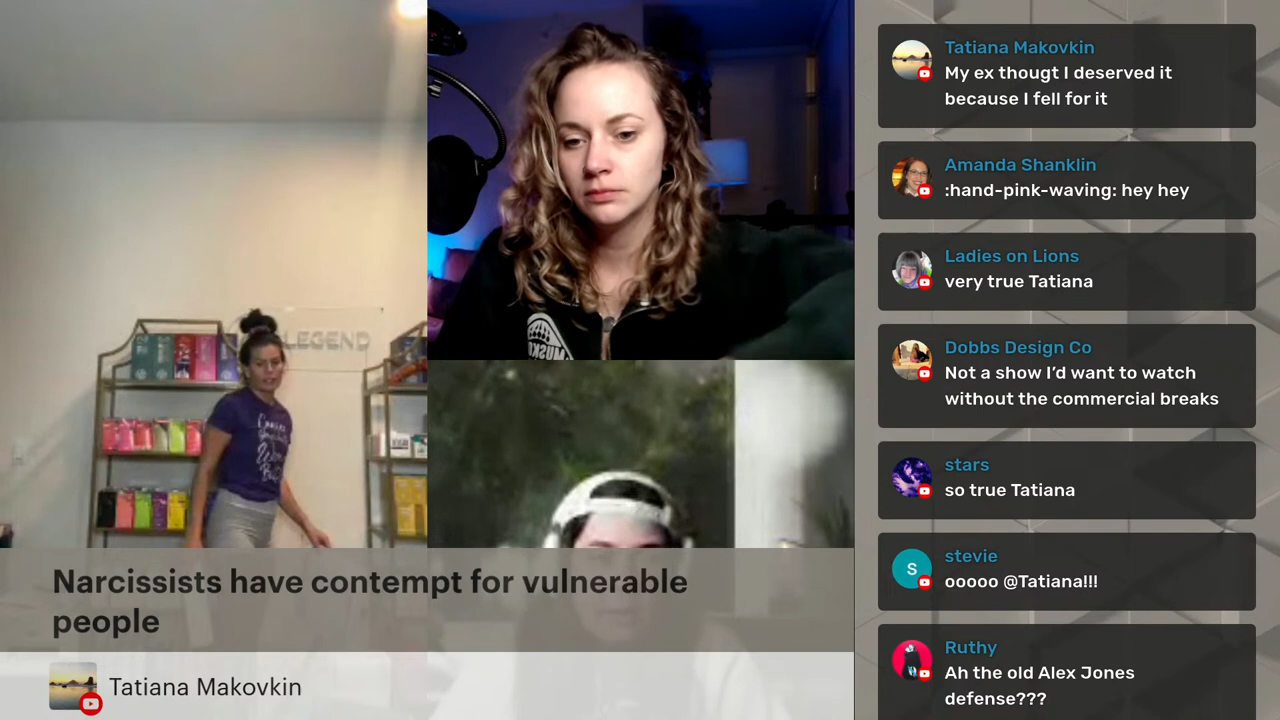 LEGEND
MUSK
Narcissists have contempt for vulnerable
people
Tatiana Makovkin
Tatiana Makovkin
My ex thougt I deserved it
because I fell for it
Amanda Shanklin
:hand-pink-waving: hey hey
Ladies on Lions
very true Tatiana
Dobbs Design Co
Not a show I’d want to watch
without the commercial breaks
stars
so true Tatiana
S
stevie
ooooo @Tatiana!!!
Ruthy
Ah the old Alex Jones
defense???